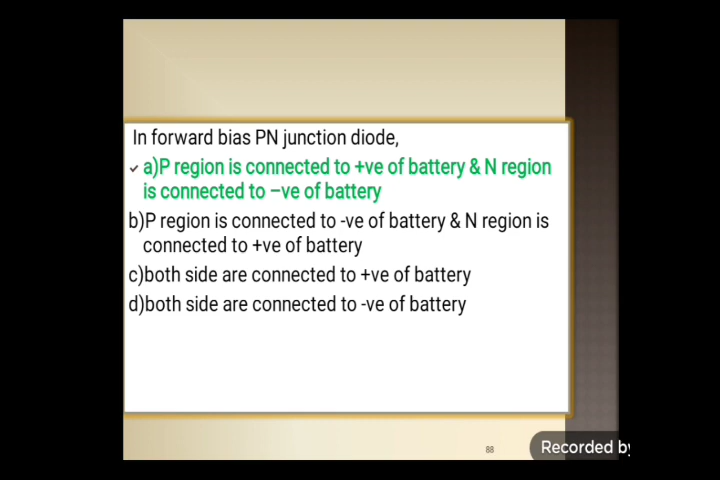 In forward bias PN junction diode,
✓ a)P region is connected to +ve of battery & N region
is connected to –ve of battery
b)P region is connected to -ve of battery & N region is
connected to +ve of battery
c)both side are connected to +ve of battery
d)both side are connected to -ve of battery
88
Recorded by